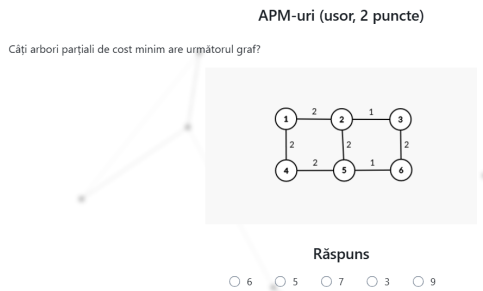 APM-uri (usor, 2 puncte)
Câți arbori parțiali de cost minim are următorul graf?
2 1
1 2 3
2 2 2
2 1
4 5 6
Răspuns
6 5 7 3 9